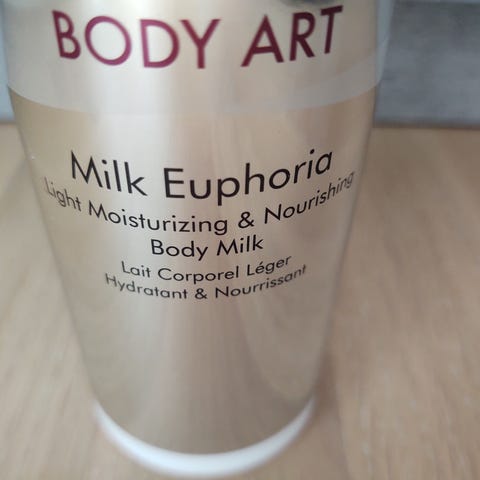 BODY ART
Milk Euphoria
Light Moisturizing & Nourishing
Body Milk
Lait Corporel Léger
Hydratant & Nourrissant